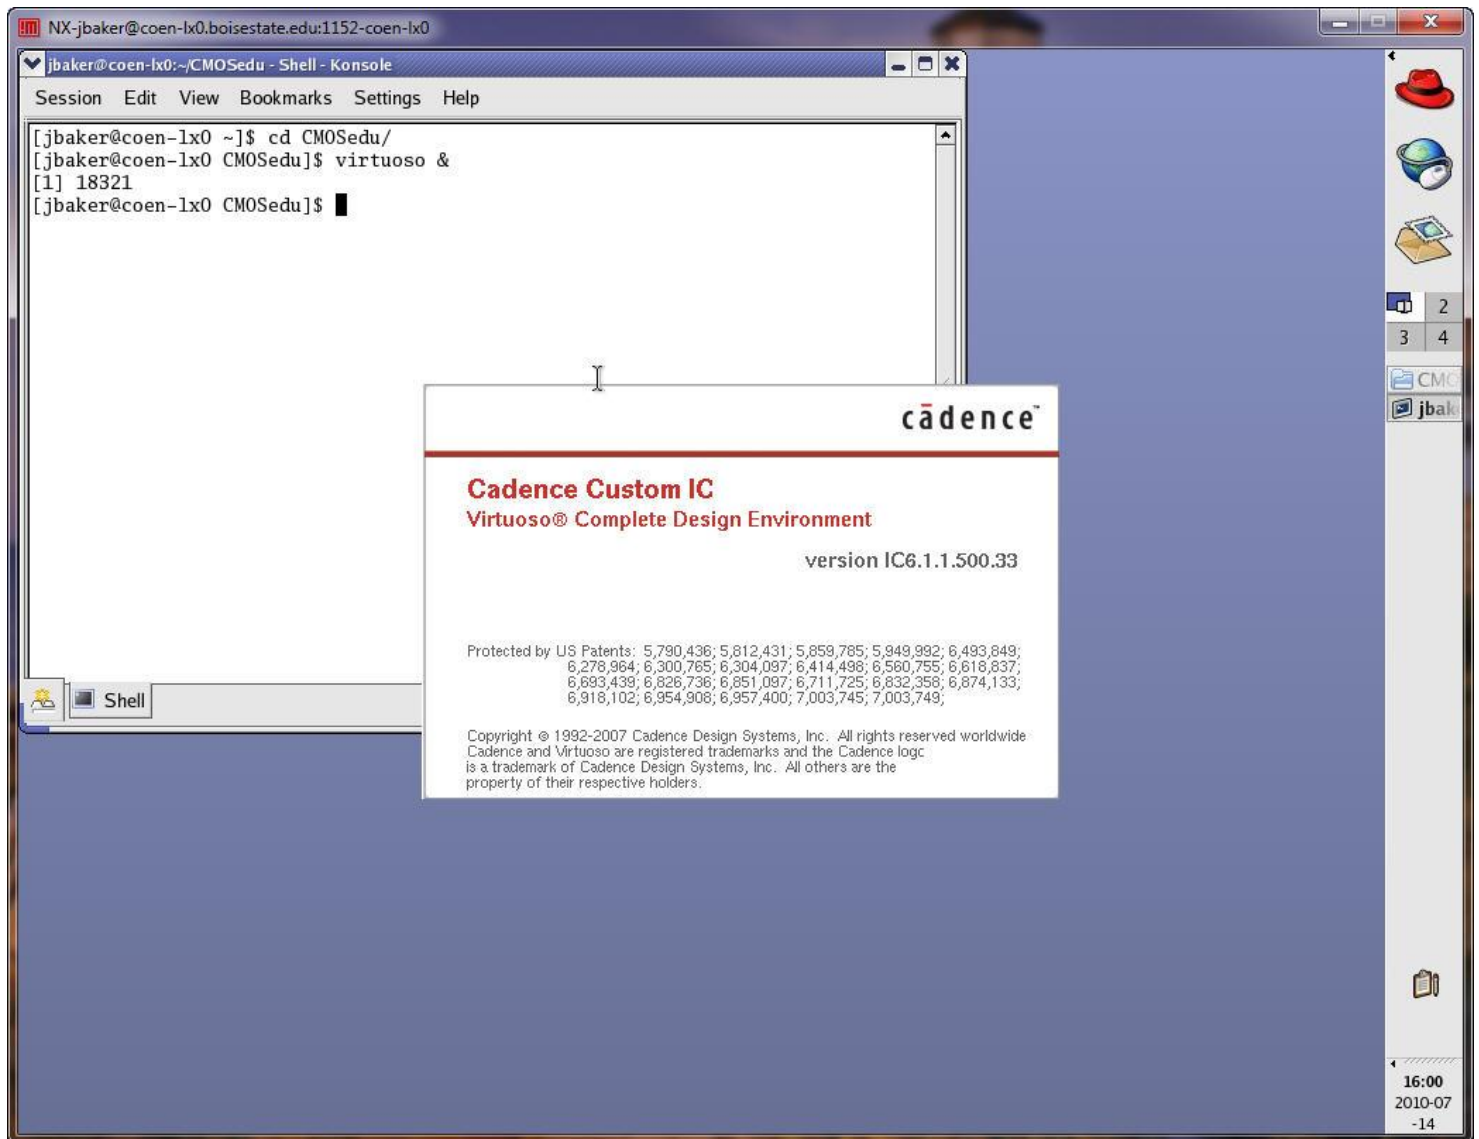 NX-jbaker@coen-lx0.boisestate.edu:1152-coen-lx0
jbaker@coen-lx0:~/CMOSedu - Shell - Konsole
Session Edit View Bookmarks Settings Help
[jbaker@coen-lx0 ~]$ cd CMOSedu/
[jbaker@coen-lx0 CMOSedu]$ virtuoso &
[1] 18321
[jbaker@coen-lx0 CMOSedu]$
cādence™
Cadence Custom IC
Virtuoso® Complete Design Environment
version IC6.1.1.500.33
Protected by US Patents: 5,790,436; 5,812,431; 5,859,785; 5,949,992; 6,493,849;
6,278,964; 6,300,765; 6,304,097; 6,414,498; 6,560,755; 6,618,837;
6,693,439; 6,826,736; 6,851,097; 6,711,725; 6,832,358; 6,874,133;
6,918,102; 6,954,908; 6,957,400; 7,003,745; 7,003,749;
Copyright © 1992-2007 Cadence Design Systems, Inc. All rights reserved worldwide
Cadence and Virtuoso are registered trademarks and the Cadence logo
is a trademark of Cadence Design Systems, Inc. All others are the
property of their respective holders.
Shell
2
3 4
CMO
jbak
16:00
2010-07
-14